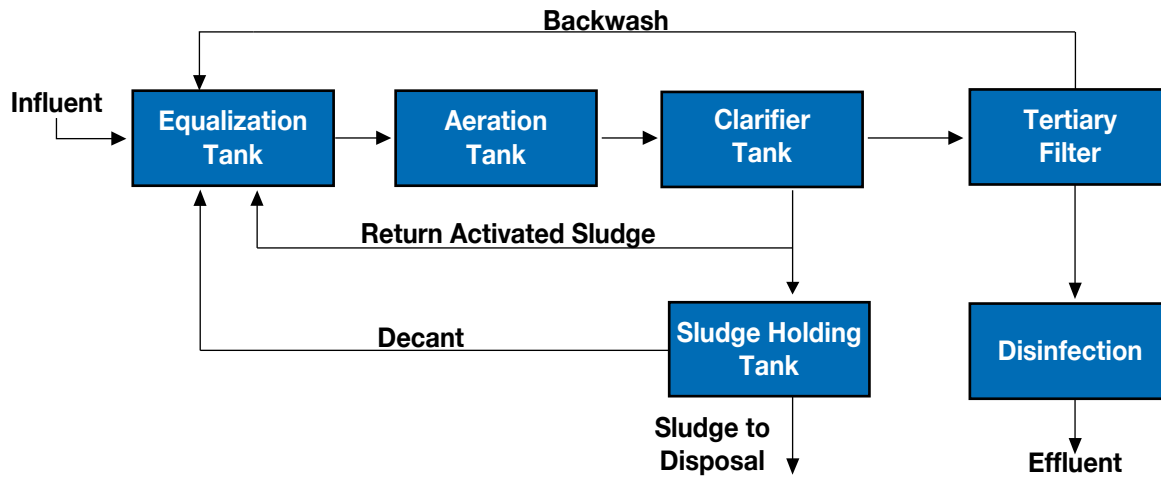 Backwash
Influent
Equalization
Tank
Aeration
Tank
Clarifier
Tank
Tertiary
Filter
Return Activated Sludge
Decant
Sludge Holding
Tank
Disinfection
Sludge to
Disposal
Effluent